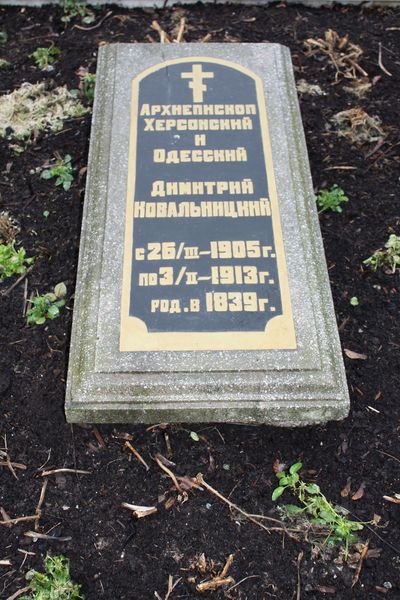 Архиепископ
Херсонский
и
Одесский
Димитрий
Ковальницкий
с 26/III-1905г.
по 3/II-1913г.
род. в 1839г.